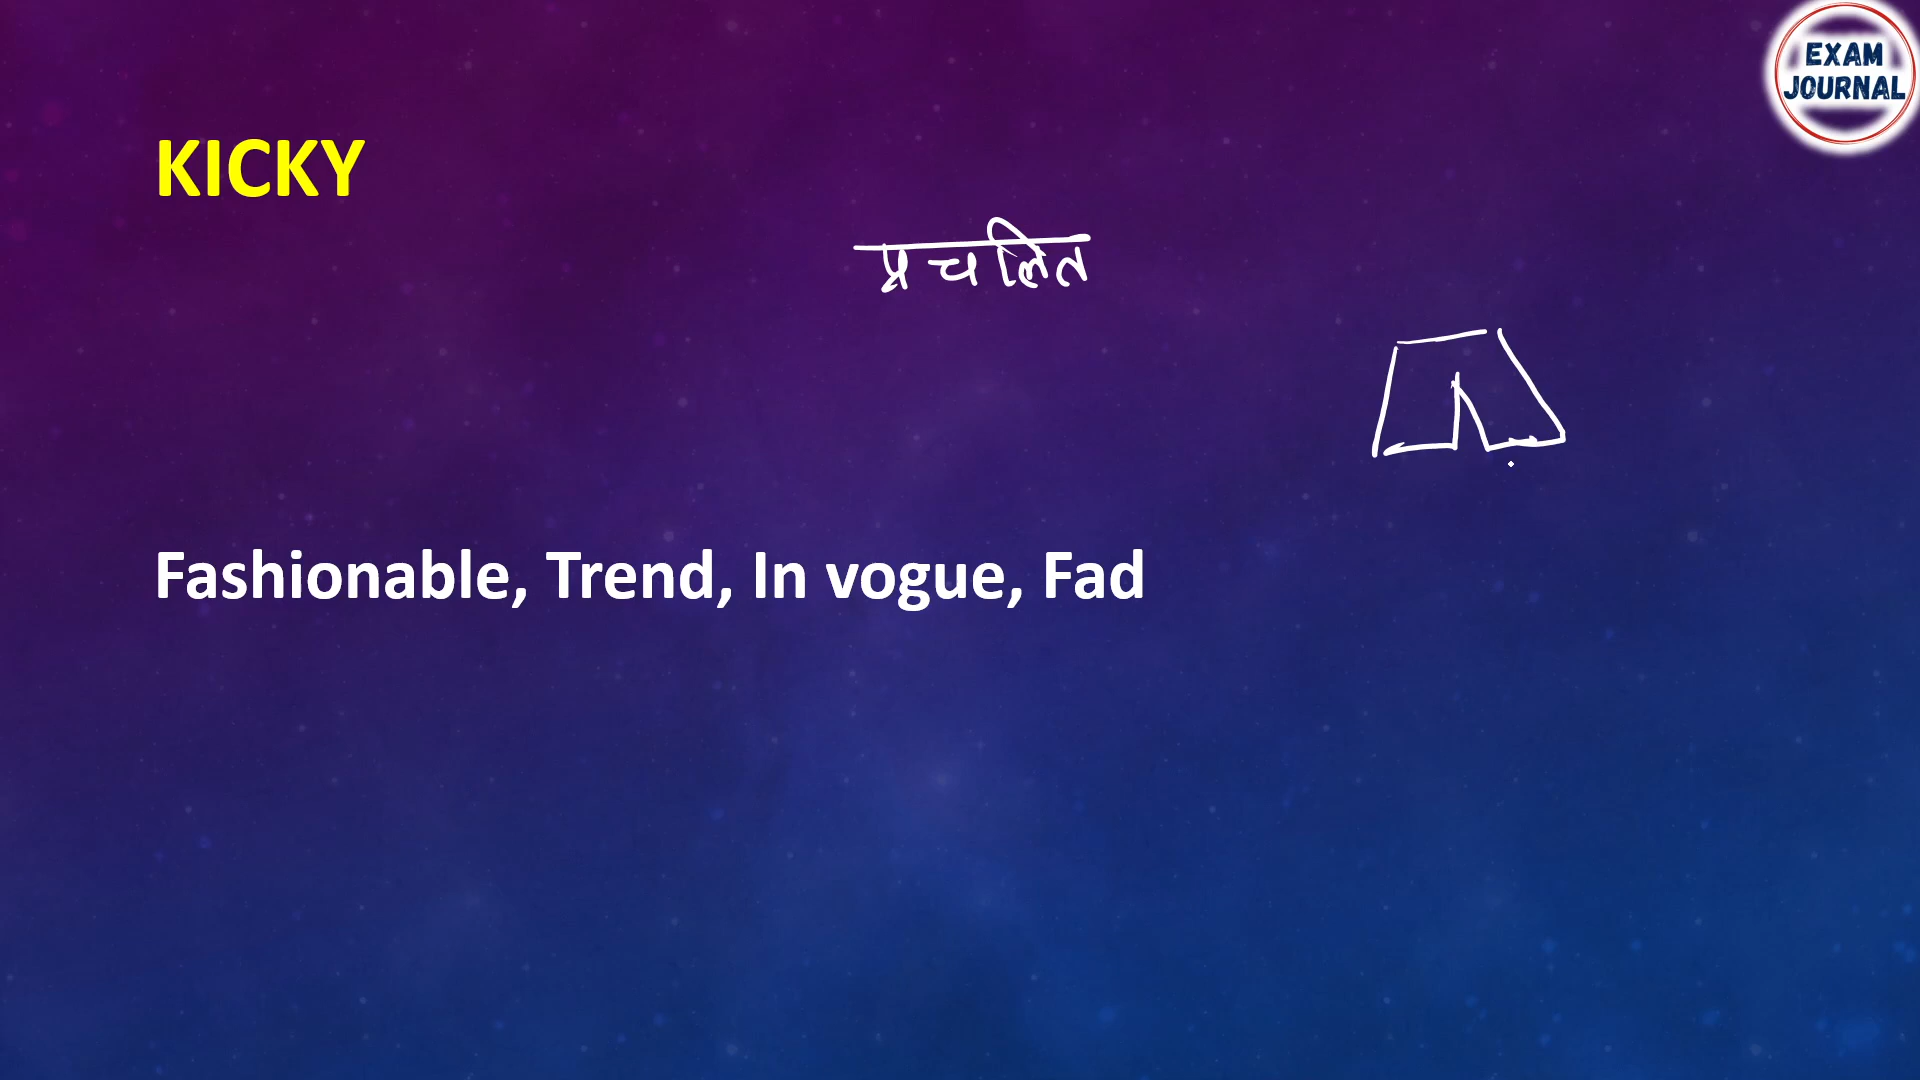 EXAM
JOURNAL
KICKY
प्रचलित
Fashionable, Trend, In vogue, Fad